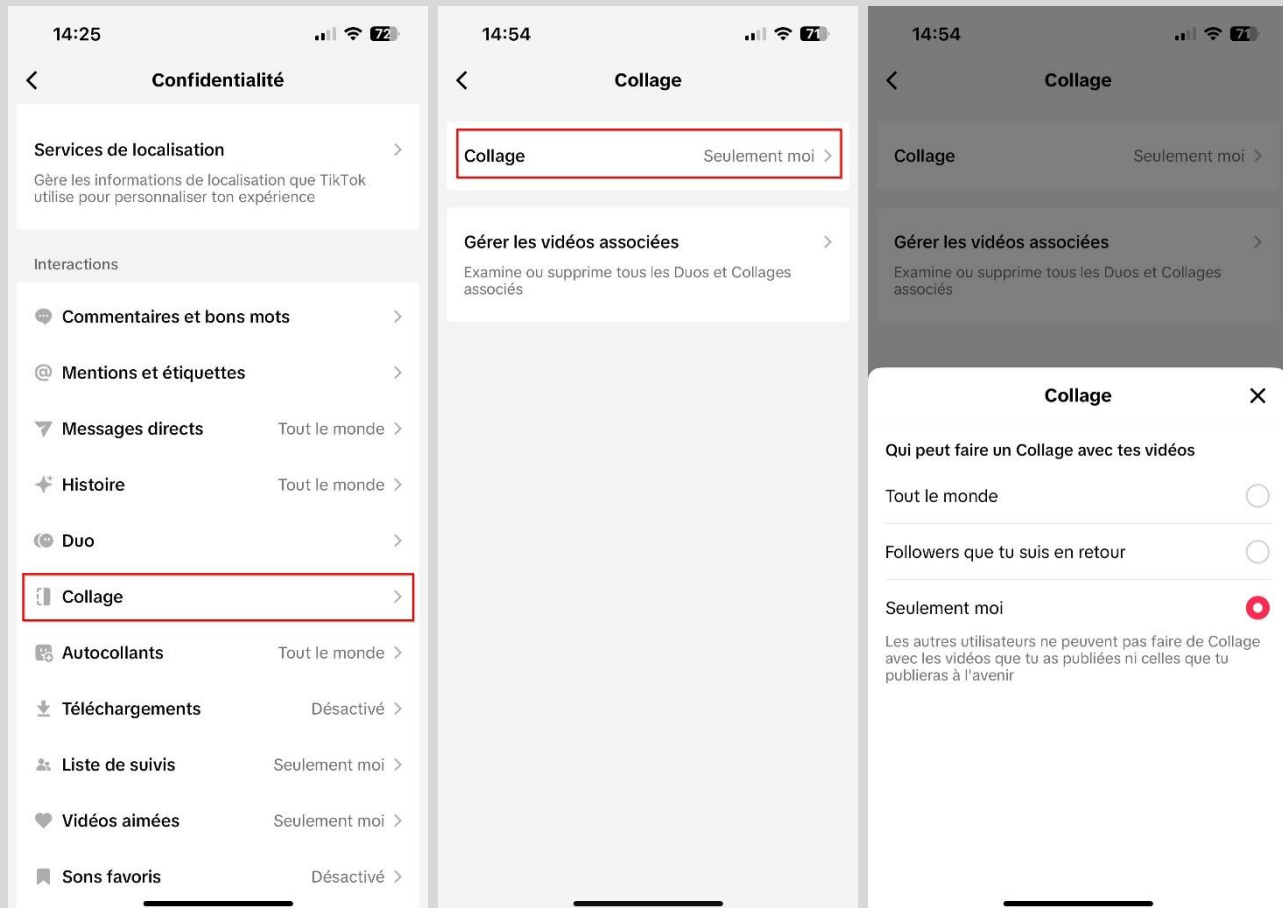 14:25
72
Confidentialité
Services de localisation
Gère les informations de localisation que TikTok
utilise pour personnaliser ton expérience
Interactions
Commentaires et bons mots
Mentions et étiquettes
Messages directs Tout le monde
Histoire Tout le monde
Duo
Collage
Autocollants Tout le monde
Téléchargements Désactivé
Liste de suivis Seulement moi
Vidéos aimées Seulement moi
Sons favoris Désactivé
14:54
71
Collage
Collage Seulement moi
Gérer les vidéos associées
Examine ou supprime tous les Duos et Collages
associés
14:54
71
Collage
Collage Seulement moi
Gérer les vidéos associées
Examine ou supprime tous les Duos et Collages
associés
Collage
Qui peut faire un Collage avec tes vidéos
Tout le monde
Followers que tu suis en retour
Seulement moi
Les autres utilisateurs ne peuvent pas faire de Collage
avec les vidéos que tu as publiées ni celles que tu
publieras à l'avenir